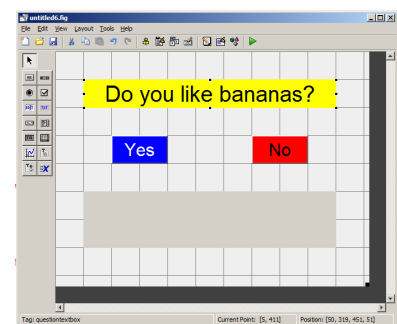 untitled6.fig
File Edit View Layout Tools Help
Do you like bananas?
Yes No
Tag: questiontextbox Current Point: [5, 411] Position: [50, 319, 451, 51]